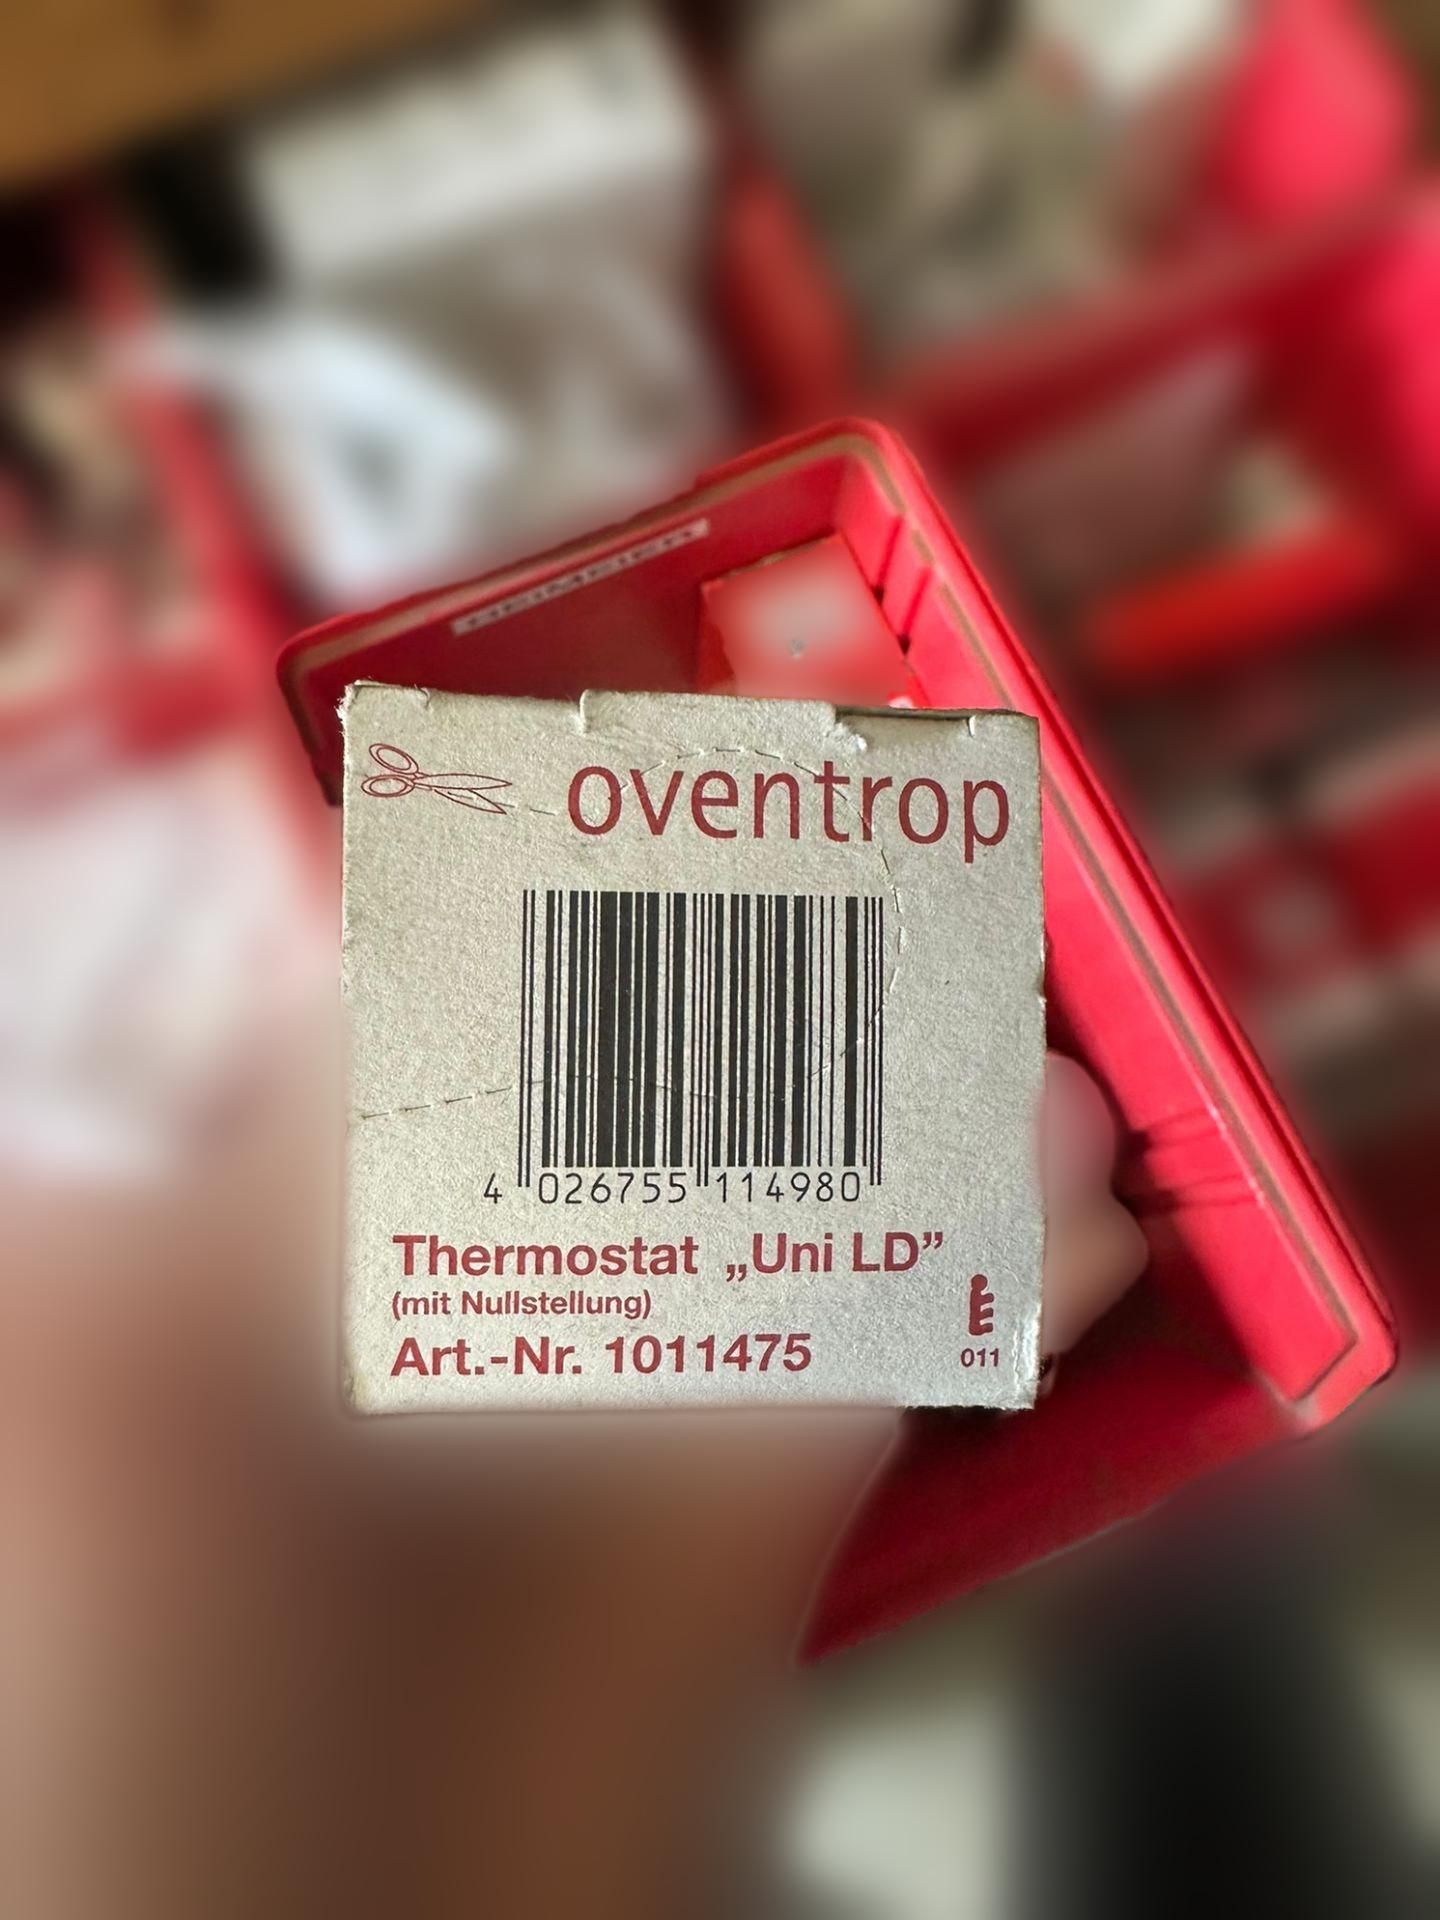 oventrop
4 026755 114980
Thermostat „Uni LD”
(mit Nullstellung)
Art.-Nr. 1011475
011